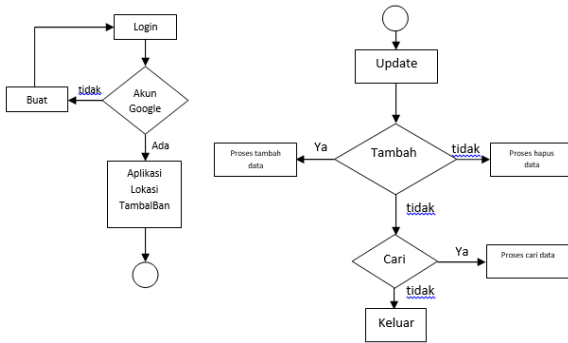 Login
tidak
Akun
Google
Buat
Ada
Aplikasi
Lokasi
TambalBan
Update
Tambah
Ya
tidak
Proses tambah
data
Proses hapus
data
tidak
Cari
Ya
Proses cari data
tidak
Keluar